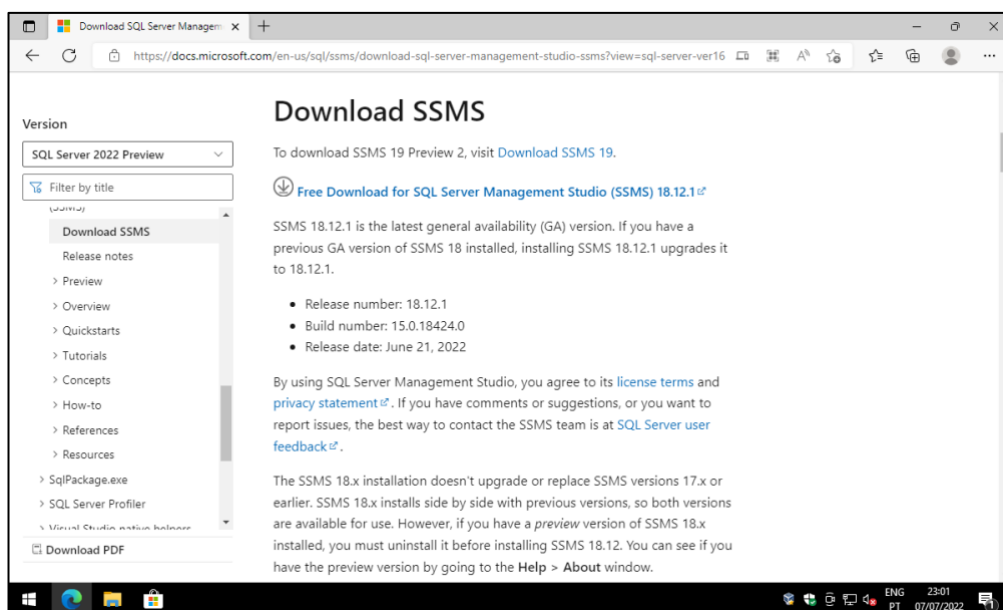 Download SQL Server Managem
https://docs.microsoft.com/en-us/sql/ssms/download-sql-server-management-studio-ssms?view=sql-server-ver16
Version
SQL Server 2022 Preview
Filter by title
(SSMS)
Download SSMS
Release notes
Preview
Overview
Quickstarts
Tutorials
Concepts
How-to
References
Resources
SqlPackage.exe
SQL Server Profiler
Visual Studio native helpers
Download PDF
Download SSMS
To download SSMS 19 Preview 2, visit Download SSMS 19.
Free Download for SQL Server Management Studio (SSMS) 18.12.1
SSMS 18.12.1 is the latest general availability (GA) version. If you have a
previous GA version of SSMS 18 installed, installing SSMS 18.12.1 upgrades it
to 18.12.1.
• Release number: 18.12.1
• Build number: 15.0.18424.0
• Release date: June 21, 2022
By using SQL Server Management Studio, you agree to its license terms and
privacy statement. If you have comments or suggestions, or you want to
report issues, the best way to contact the SSMS team is at SQL Server user
feedback.
The SSMS 18.x installation doesn't upgrade or replace SSMS versions 17.x or
earlier. SSMS 18.x installs side by side with previous versions, so both versions
are available for use. However, if you have a preview version of SSMS 18.x
installed, you must uninstall it before installing SSMS 18.12. You can see if you
have the preview version by going to the Help > About window.
ENG
PT
23:01
07/07/2022